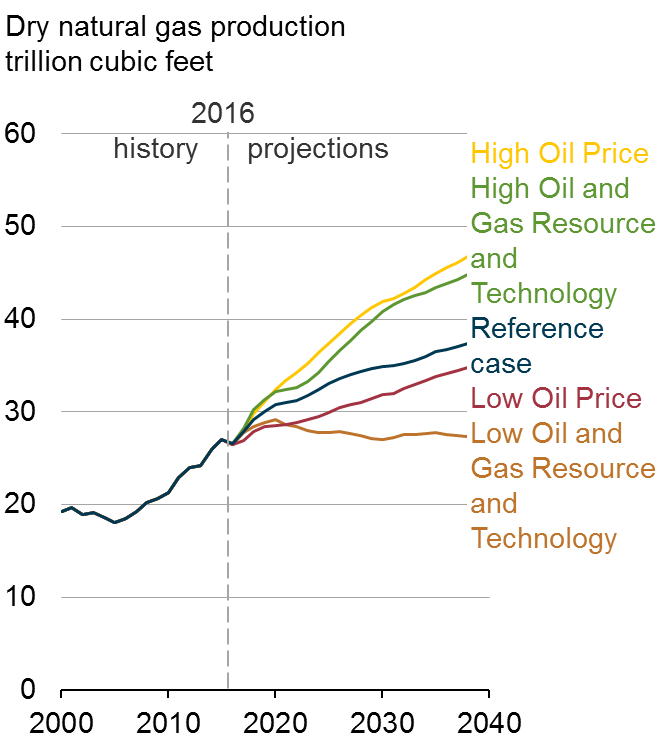 Dry natural gas production
trillion cubic feet
2016
history
projections
60
50
40
30
20
10
0
High Oil Price
High Oil and
Gas Resource
and
Technology
Reference
case
Low Oil Price
Low Oil and
Gas Resource
and
Technology
2000 2010 2020 2030 2040